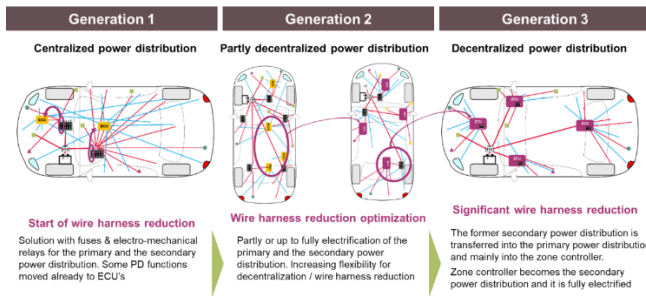 Generation 1
Generation 2
Generation 3
Centralized power distribution
Partly decentralized power distribution
Decentralized power distribution
ECU
ECU
ECU
ECU
Start of wire harness reduction
Solution with fuses & electro-mechanical
relays for the primary and the secondary
power distribution. Some PD functions
moved already to ECU's
Wire harness reduction optimization
Partly or up to fully electrification of the
primary and the secondary power
distribution. Increasing flexibility for
decentralization / wire harness reduction
Significant wire harness reduction
The former secondary power distribution is
transferred into the primary power distribution
and mainly into the zone controller.
Zone controller becomes the secondary
power distribution and it is fully electrified